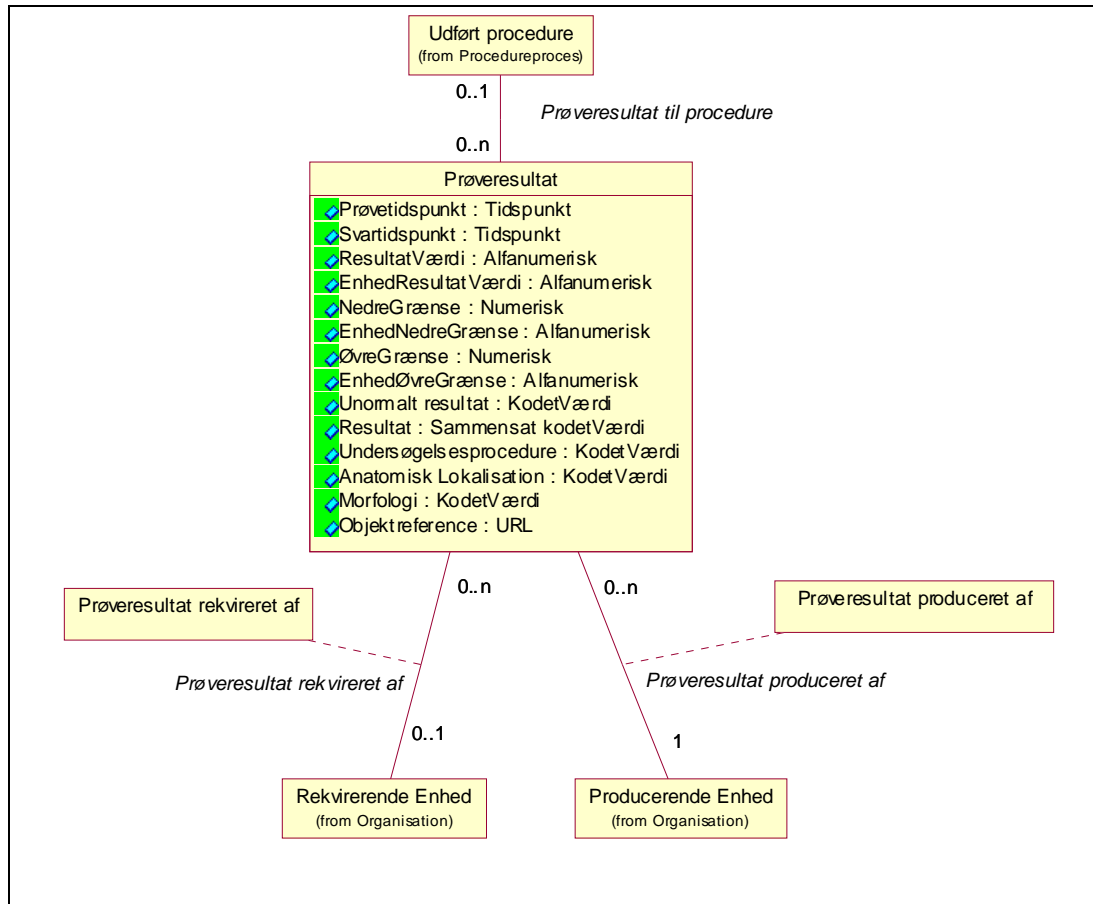 Udført procedure
(from Procedureproces)
0..1
Prøveresultat til procedure
0..n
Prøveresultat
Prøvetidspunkt : Tidspunkt
Svartidspunkt : Tidspunkt
ResultatVærdi : Alfanumerisk
EnhedResultatVærdi : Alfanumerisk
NedreGrænse : Numerisk
EnhedNedreGrænse : Alfanumerisk
ØvreGrænse : Numerisk
EnhedØvreGrænse : Alfanumerisk
Unormalt resultat : KodetVærdi
Resultat : Sammensat kodetVærdi
Undersøgelsesprocedure : KodetVærdi
Anatomisk Lokalisation : KodetVærdi
Morfologi : KodetVærdi
Objektreference : URL
0..n
0..n
Prøveresultat rekvireret af
Prøveresultat produceret af
Prøveresultat rekvireret af
Prøveresultat produceret af
0..1
1
Rekvirerende Enhed
(from Organisation)
Producerende Enhed
(from Organisation)